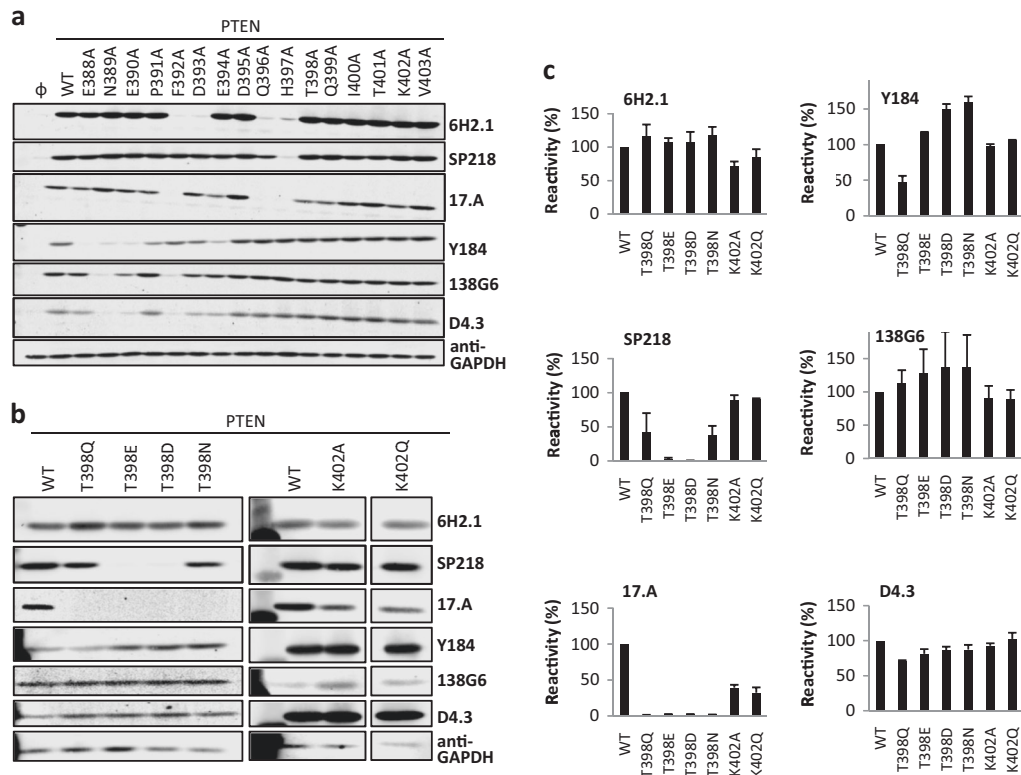 a
PTEN
ϕ WT E388A N389A E390A P391A F392A D393A E394A D395A Q396A H397A T398A Q399A I400A T401A K402A V403A
6H2.1
SP218
17.A
Y184
138G6
D4.3
anti-
GAPDH
b
PTEN
WT T398Q T398E T398D T398N WT K402A K402Q
6H2.1
SP218
17.A
Y184
138G6
D4.3
anti-
GAPDH
c
6H2.1
Reactivity (%)
150
100
50
0
WT T398Q T398E T398D T398N K402A K402Q
Y184
Reactivity (%)
150
100
50
0
WT T398Q T398E T398D T398N K402A K402Q
SP218
Reactivity (%)
150
100
50
0
WT T398Q T398E T398D T398N K402A K402Q
138G6
Reactivity (%)
150
100
50
0
WT T398Q T398E T398D T398N K402A K402Q
17.A
Reactivity (%)
150
100
50
0
WT T398Q T398E T398D T398N K402A K402Q
D4.3
Reactivity (%)
150
100
50
0
WT T398Q T398E T398D T398N K402A K402Q